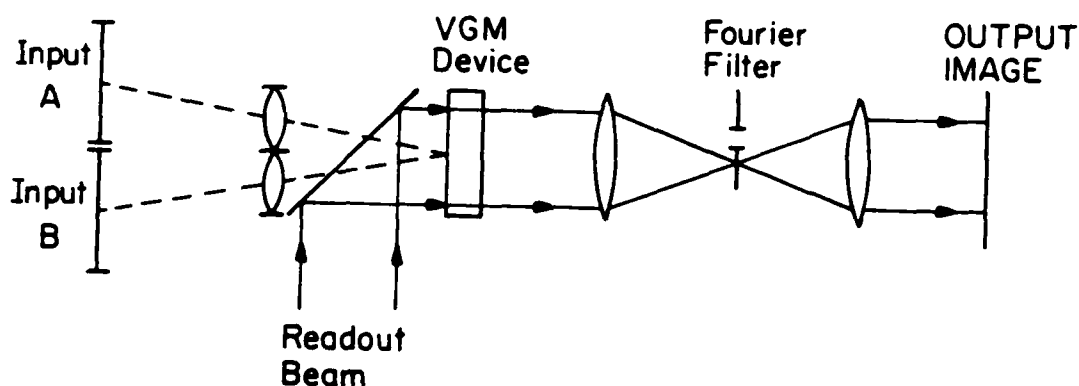 Input
A
Input
B
VGM
Device
Fourier
Filter
OUTPUT
IMAGE
Readout
Beam